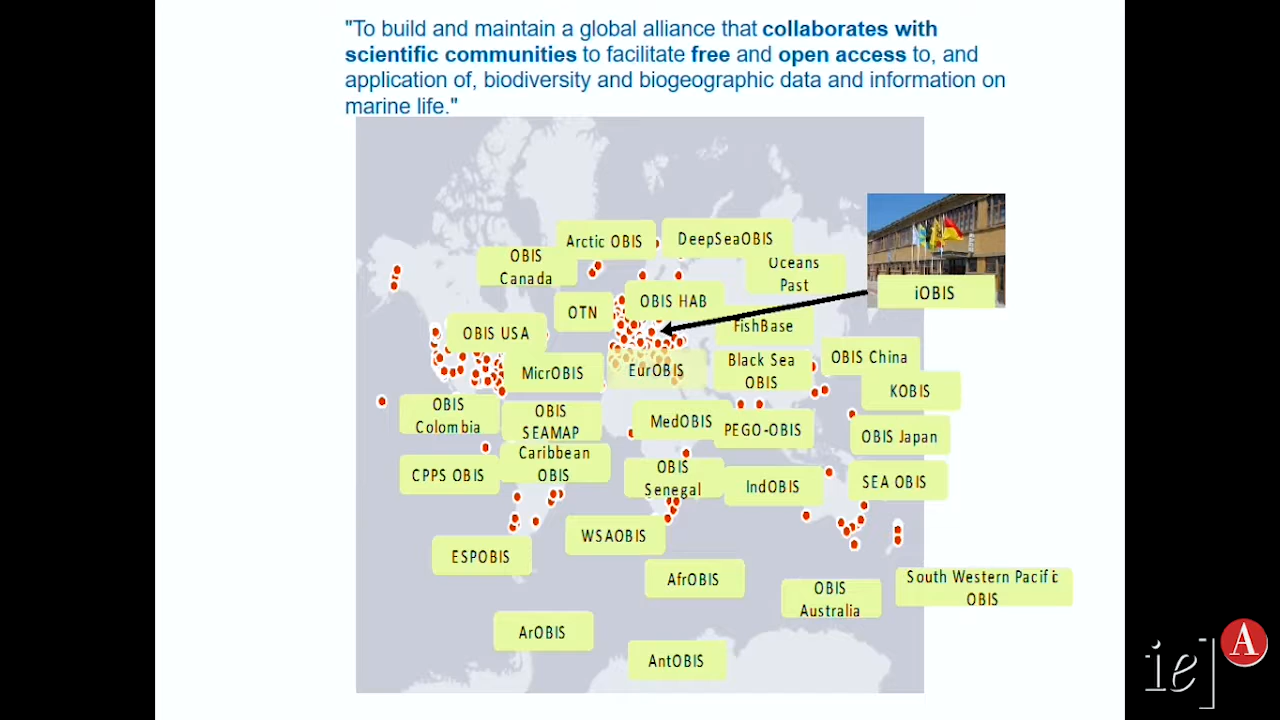 "To build and maintain a global alliance that collaborates with
scientific communities to facilitate free and open access to, and
application of, biodiversity and biogeographic data and information on
marine life."
Arctic OBIS
DeepSeaOBIS
OBIS
Canada
Oceans
Past
iOBIS
OTN
OBIS HAB
FishBase
OBIS USA
MicrOBIS
EurOBIS
Black Sea
OBIS
OBIS China
KOBIS
OBIS
Colombia
OBIS
SEAMAP
MedOBIS
PEGO-OBIS
OBIS Japan
CPPS OBIS
Caribbean
OBIS
OBIS
Senegal
IndOBIS
SEA OBIS
WSAOBIS
ESPOBIS
AfrOBIS
OBIS
Australia
South Western Pacific
OBIS
ArOBIS
AntOBIS
ie]
A